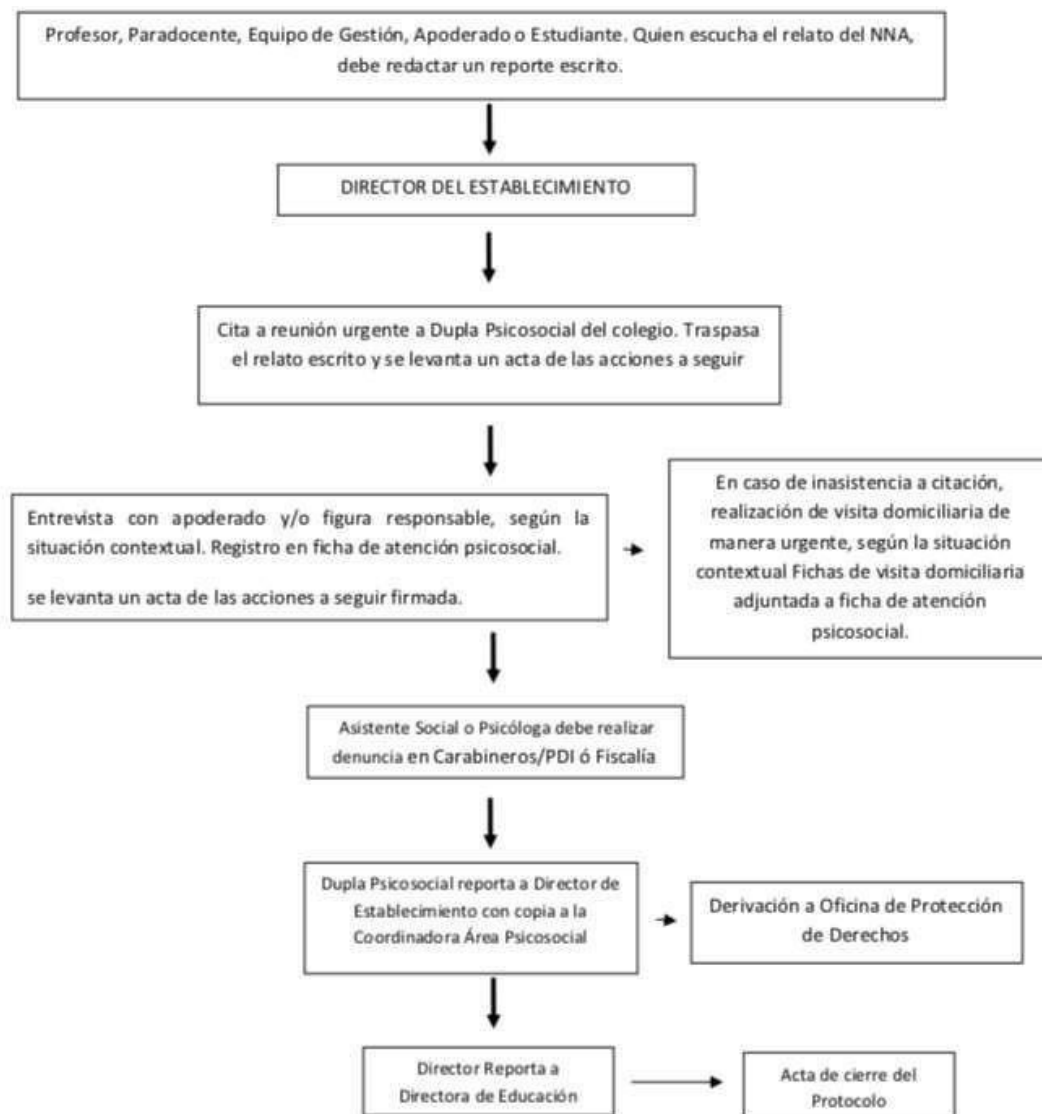 Profesor, Paradocente, Equipo de Gestión, Apoderado o Estudiante. Quien escucha el relato del NNA,
debe redactar un reporte escrito.
DIRECTOR DEL ESTABLECIMIENTO
Cita a reunión urgente a Dupla Psicosocial del colegio. Traspasa
el relato escrito y se levanta un acta de las acciones a seguir
Entrevista con apoderado y/o figura responsable, según la
situación contextual. Registro en ficha de atención psicosocial.
se levanta un acta de las acciones a seguir firmada.
En caso de inasistencia a citación,
realización de visita domiciliaria de
manera urgente, según la situación
contextual Fichas de visita domiciliaria
adjuntada a ficha de atención
psicosocial.
Asistente Social o Psicóloga debe realizar
denuncia en Carabineros/PDI ó Fiscalía
Dupla Psicosocial reporta a Director de
Establecimiento con copia a la
Coordinadora Área Psicosocial
Derivación a Oficina de Protección
de Derechos
Director Reporta a
Directora de Educación
Acta de cierre del
Protocolo